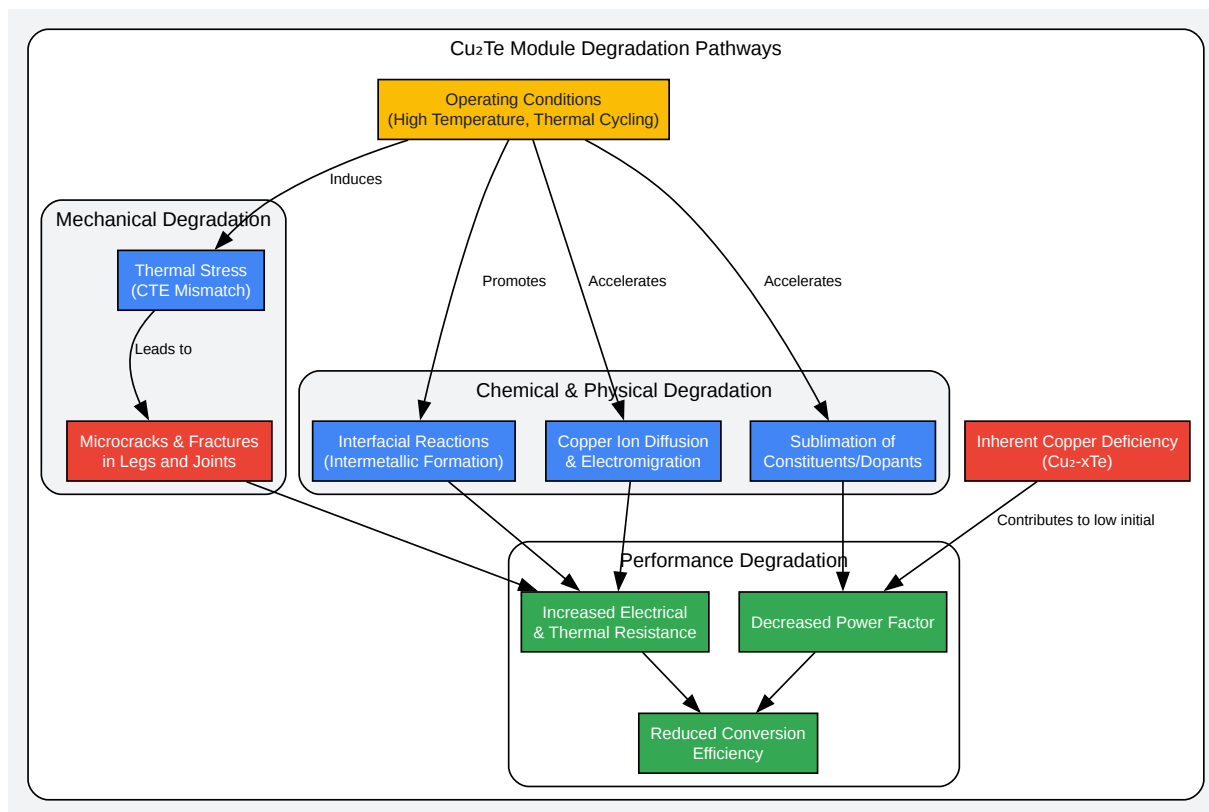 Cu₂Te Module Degradation Pathways
Operating Conditions
(High Temperature, Thermal Cycling)
Induces
Mechanical Degradation
Thermal Stress
(CTE Mismatch)
Promotes
Accelerates
Accelerates
Leads to
Chemical & Physical Degradation
Microcracks & Fractures
in Legs and Joints
Interfacial Reactions
(Intermetallic Formation)
Copper Ion Diffusion
& Electromigration
Sublimation of
Constituents/Dopants
Inherent Copper Deficiency
(Cu₂-xTe)
Contributes to low initial
Performance Degradation
Increased Electrical
& Thermal Resistance
Decreased Power Factor
Reduced Conversion
Efficiency